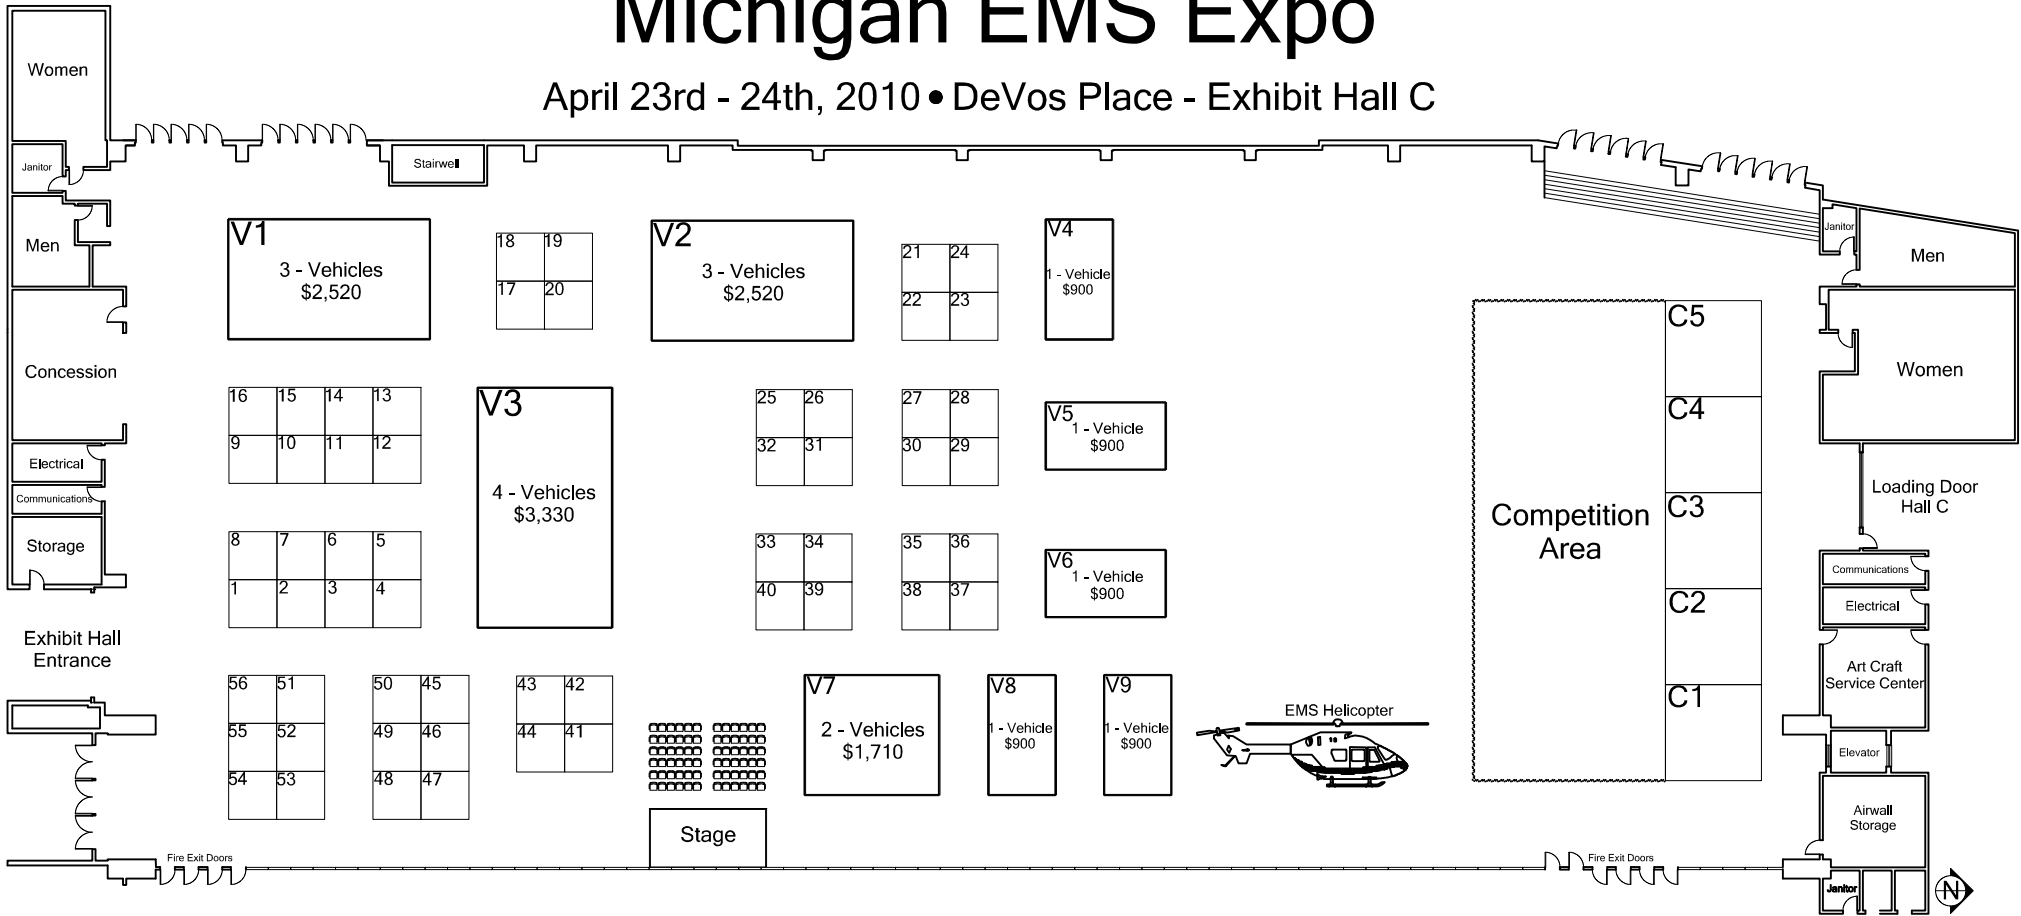 Michigan EMS Expo
April 23rd - 24th, 2010 • DeVos Place - Exhibit Hall C
Women
Janitor
Men
Concession
Electrical
Communications
Storage
Exhibit Hall
Entrance
Stairwell
V1
3 - Vehicles
$2,520
18 19
17 20
V2
3 - Vehicles
$2,520
21 24
22 23
V4
1 - Vehicle
$900
16 15 14 13
9 10 11 12
V3
4 - Vehicles
$3,330
25 26
32 31
27 28
30 29
V5
1 - Vehicle
$900
8 7 6 5
1 2 3 4
33 34
40 39
35 36
38 37
V6
1 - Vehicle
$900
56 51
55 52
54 53
50 45
49 46
48 47
43 42
44 41
V7
2 - Vehicles
$1,710
V8
1 - Vehicle
$900
V9
1 - Vehicle
$900
EMS Helicopter
Stage
Fire Exit Doors
Fire Exit Doors
Competition
Area
C5
C4
C3
C2
C1
Janitor
Men
Women
Loading Door
Hall C
Communications
Electrical
Art Craft
Service Center
Elevator
Airwall
Storage
Janitor
N